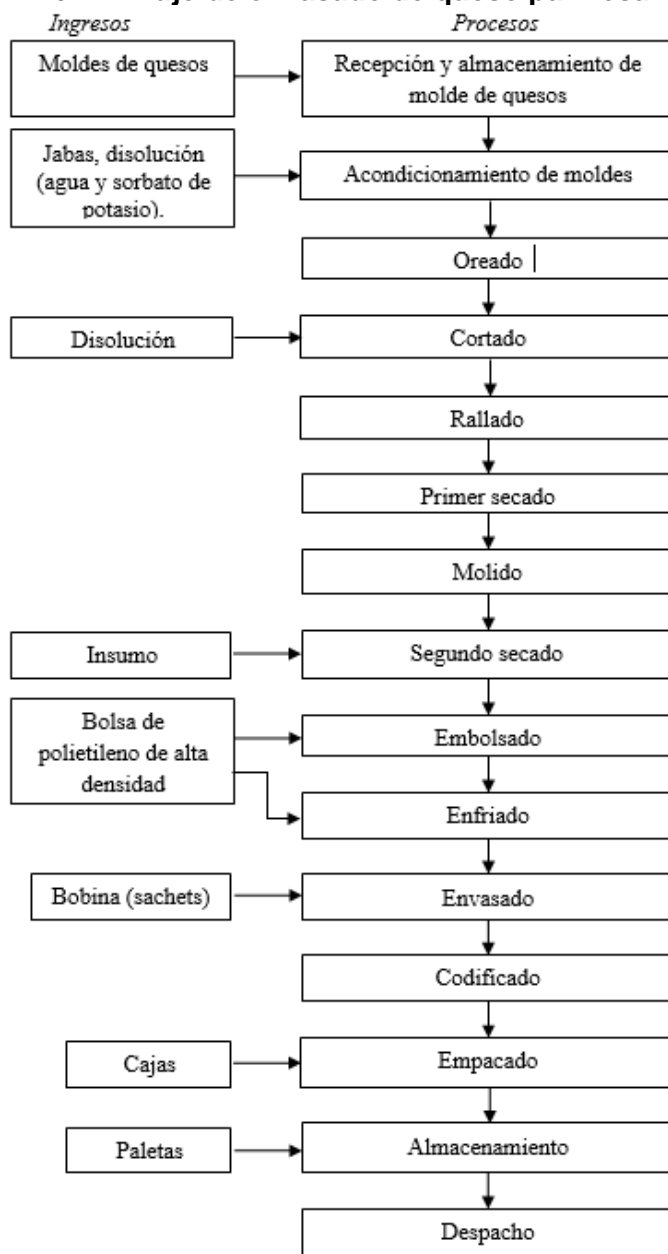 Ingresos
Procesos
Moldes de quesos
Recepción y almacenamiento de
molde de quesos
Jabas, disolución
(agua y sorbato de
potasio).
Acondicionamiento de moldes
Oreado
Disolución
Cortado
Rallado
Primer secado
Molido
Insumo
Segundo secado
Bolsa de
polietileno de alta
densidad
Embolsado
Enfriado
Bobina (sachets)
Envasado
Codificado
Cajas
Empacado
Paletas
Almacenamiento
Despacho